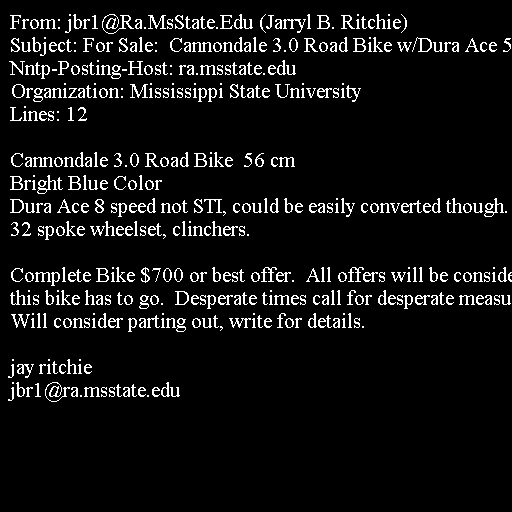 From: jbr1@Ra.MsState.Edu (Jarryl B. Ritchie)
Subject: For Sale:  Cannondale 3.0 Road Bike w/Dura Ace 5
Nntp-Posting-Host: ra.msstate.edu
Organization: Mississippi State University
Lines: 12

Cannondale 3.0 Road Bike  56 cm
Bright Blue Color
Dura Ace 8 speed not STI, could be easily converted though.
32 spoke wheelset, clinchers.

Complete Bike $700 or best offer.  All offers will be conside
this bike has to go.  Desperate times call for desperate measu
Will consider parting out, write for details.

jay ritchie
jbr1@ra.msstate.edu